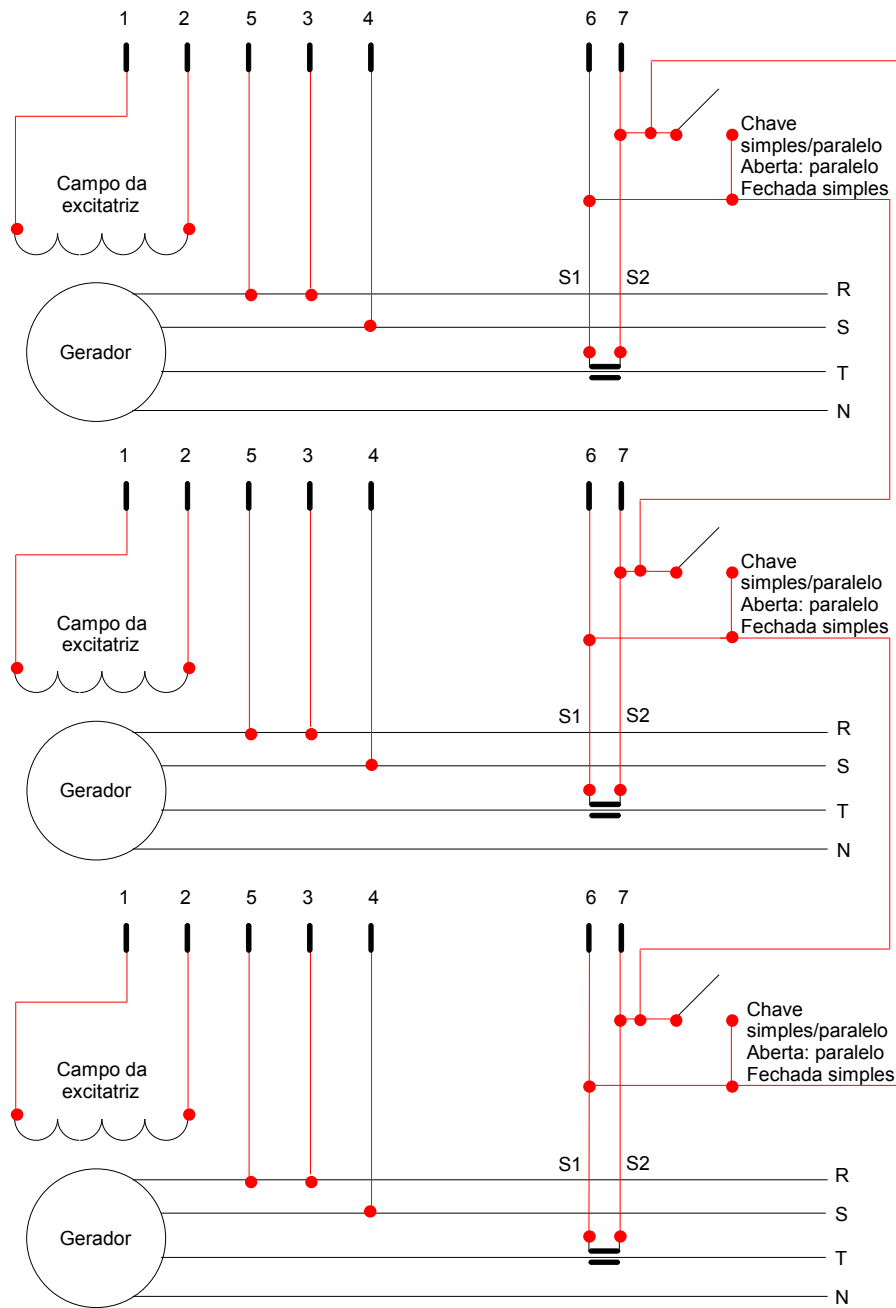 1 2 5 3 4 6 7
Chave
simples/paralelo
Aberta: paralelo
Fechada simples
Campo da
excitatriz
S1 S2
R
S
Gerador
T
N
1 2 5 3 4 6 7
Chave
simples/paralelo
Aberta: paralelo
Fechada simples
Campo da
excitatriz
S1 S2
R
S
Gerador
T
N
1 2 5 3 4 6 7
Chave
simples/paralelo
Aberta: paralelo
Fechada simples
Campo da
excitatriz
S1 S2
R
S
Gerador
T
N